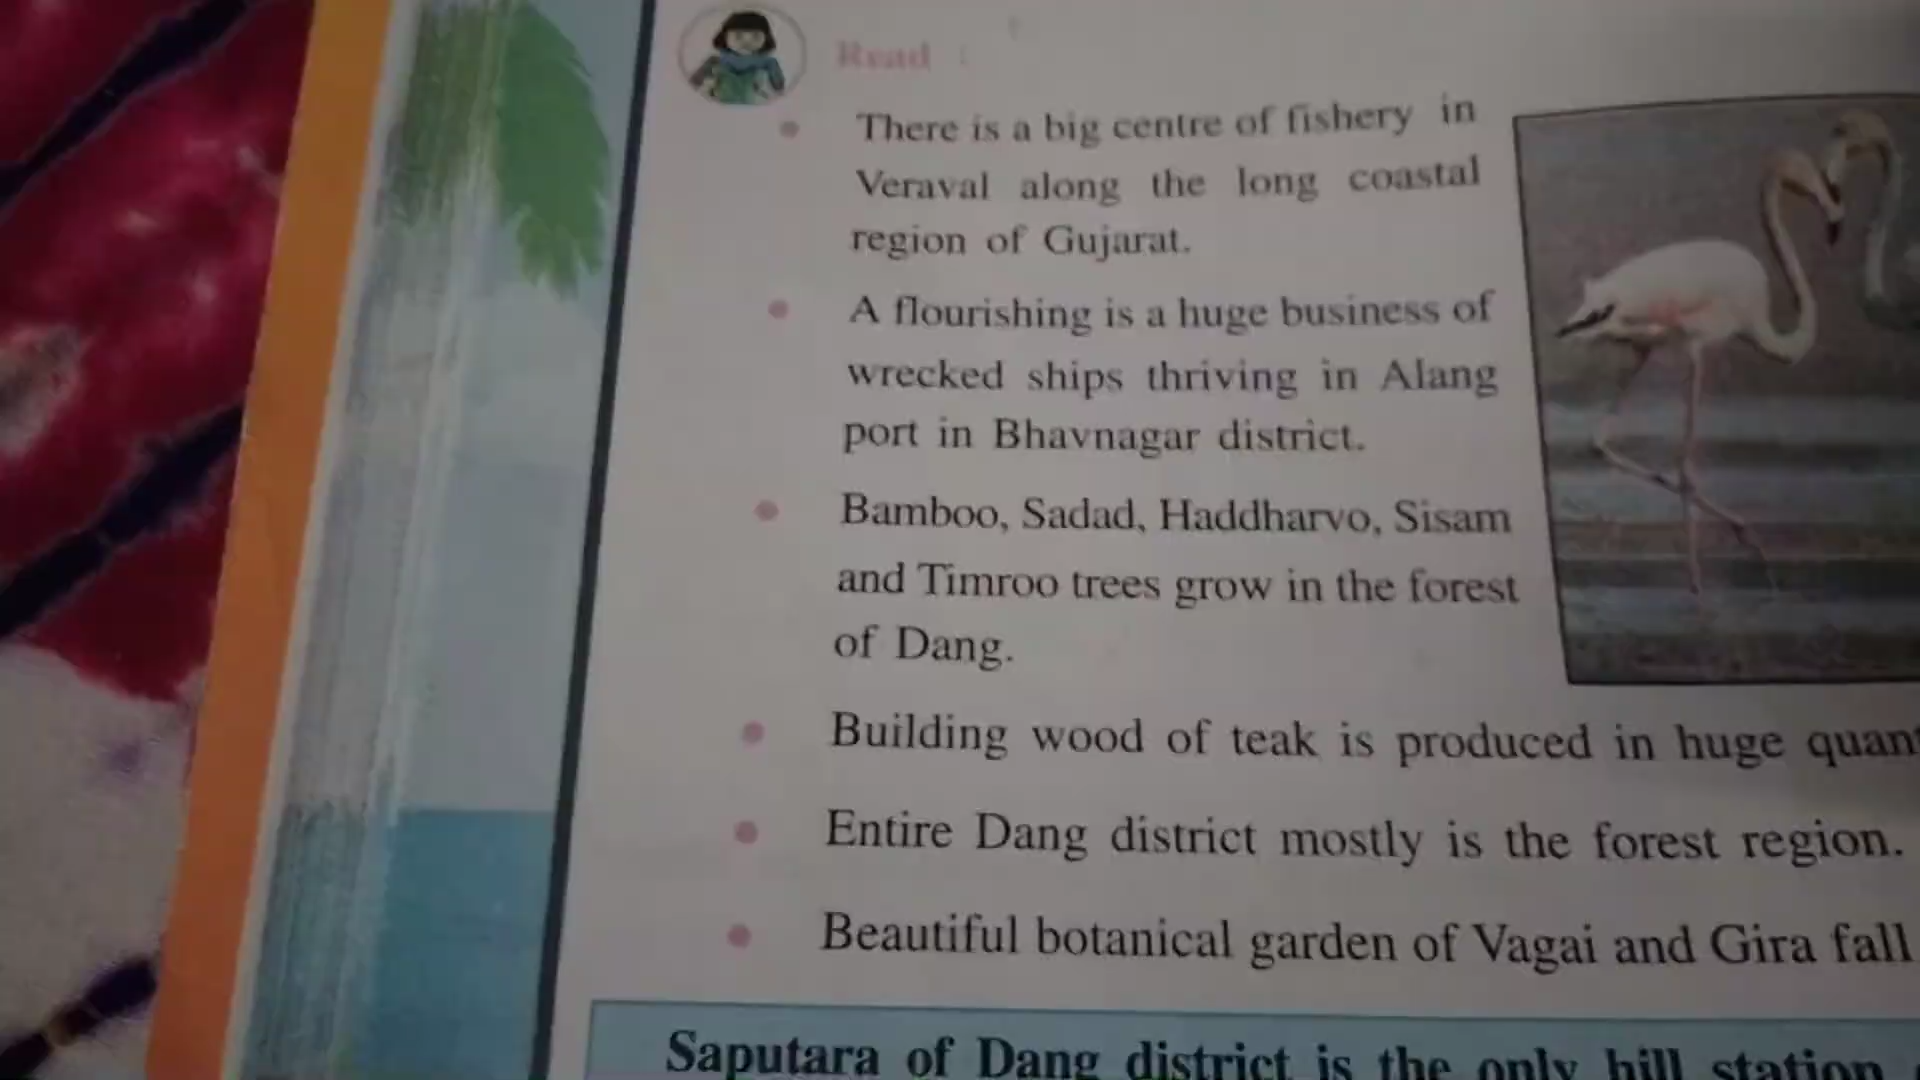 Read :
There is a big centre of fishery in
Veraval along the long coastal
region of Gujarat.
A flourishing is a huge business of
wrecked ships thriving in Alang
port in Bhavnagar district.
Bamboo, Sadad, Haddharvo, Sisam
and Timroo trees grow in the forest
of Dang.
Building wood of teak is produced in huge quant
Entire Dang district mostly is the forest region.
Beautiful botanical garden of Vagai and Gira fall
Saputara of Dang district is the only hill station